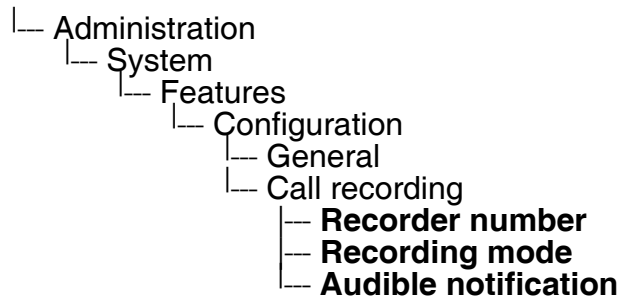 |--- Administration
|--- System
|--- Features
|--- Configuration
|--- General
|--- Call recording
|--- Recorder number
|--- Recording mode
|--- Audible notification